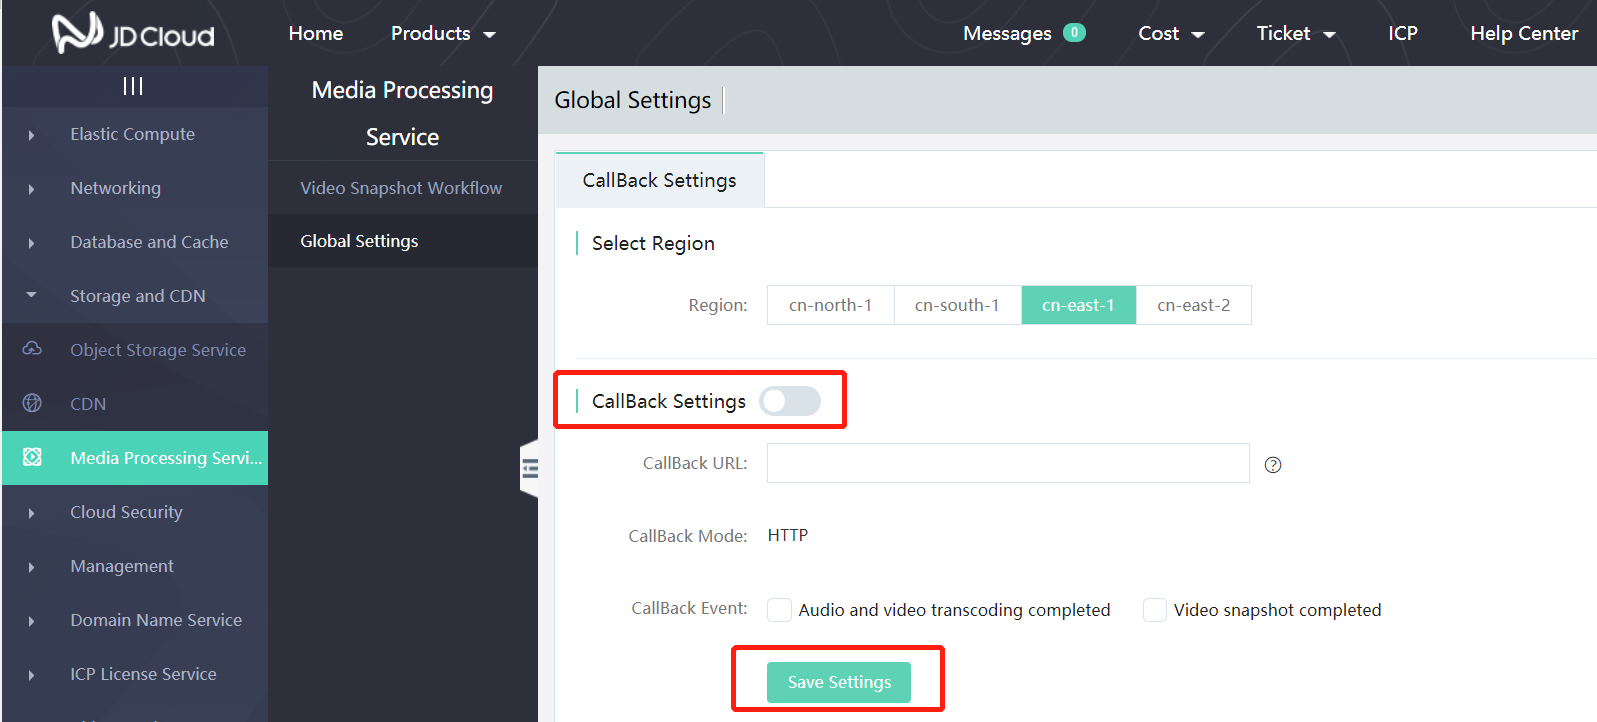 JD Cloud
Home
Products
Messages 0
Cost
Ticket
ICP
Help Center
Elastic Compute
Networking
Database and Cache
Storage and CDN
Object Storage Service
CDN
Media Processing Servi...
Cloud Security
Management
Domain Name Service
ICP License Service
Media Processing
Service
Video Snapshot Workflow
Global Settings
Global Settings
CallBack Settings
Select Region
Region: cn-north-1 cn-south-1 cn-east-1 cn-east-2
CallBack Settings
CallBack URL:
CallBack Mode: HTTP
CallBack Event: Audio and video transcoding completed Video snapshot completed
Save Settings